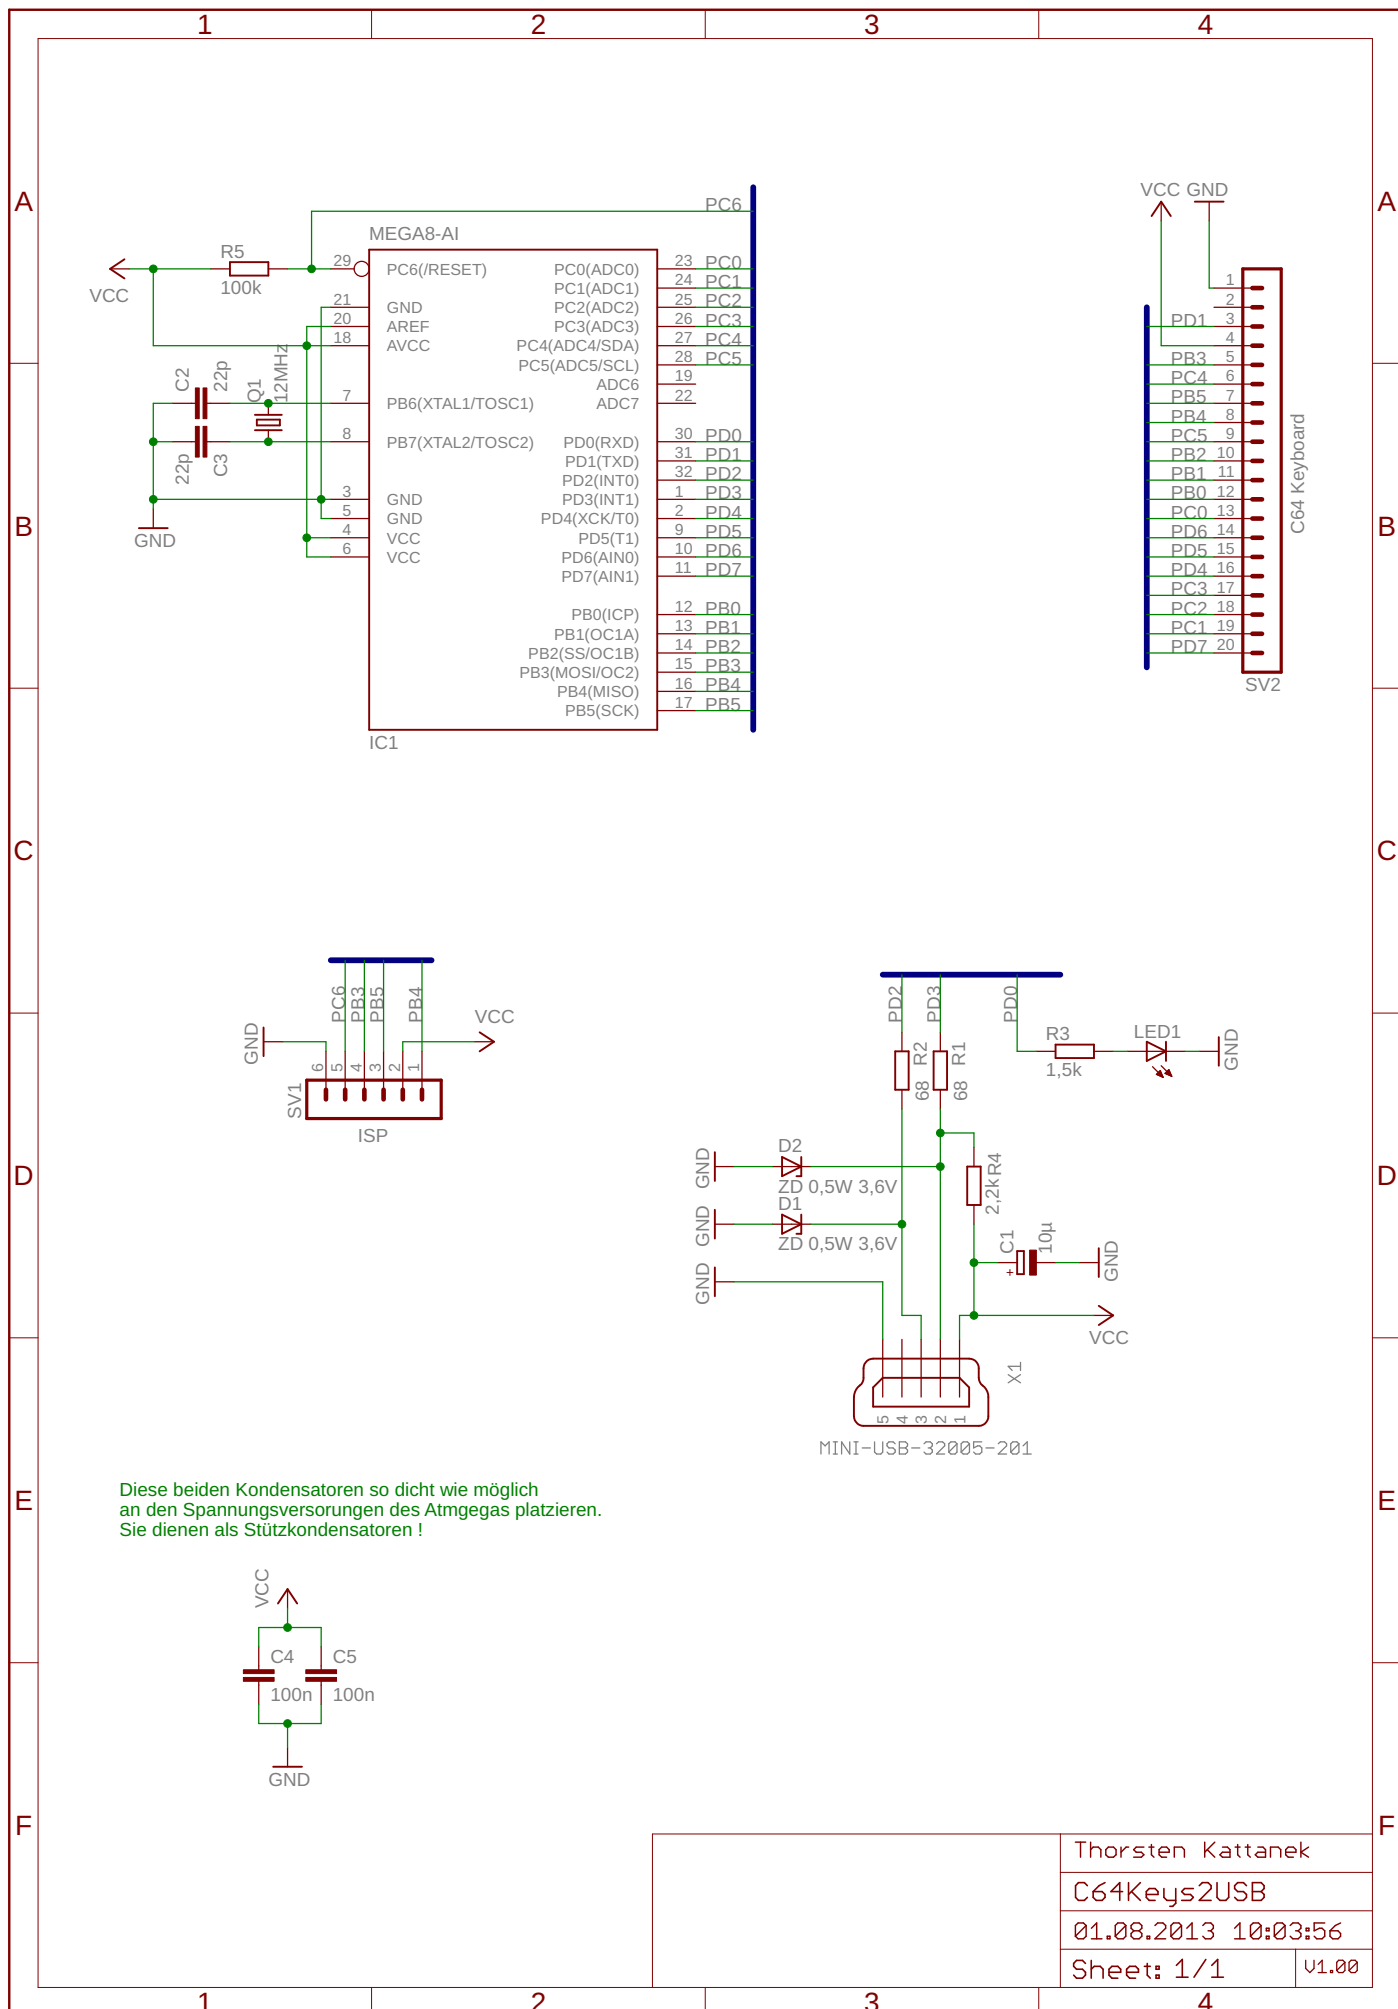 1 2 3 4
A A
B B
C C
D D
E E
F F
1 2 3 4
MEGA8-AI
IC1
PC6
R5
100k
VCC
29 PC6(/RESET)
21 GND
20 AREF
18 AVCC
7 PB6(XTAL1/TOSC1)
8 PB7(XTAL2/TOSC2)
3 GND
5 GND
4 VCC
6 VCC
C2
22p
Q1
12MHz
22p
C3
GND
PC0(ADC0) 23 PC0
PC1(ADC1) 24 PC1
PC2(ADC2) 25 PC2
PC3(ADC3) 26 PC3
PC4(ADC4/SDA) 27 PC4
PC5(ADC5/SCL) 28 PC5
ADC6 19
ADC7 22
PD0(RXD) 30 PD0
PD1(TXD) 31 PD1
PD2(INT0) 32 PD2
PD3(INT1) 1 PD3
PD4(XCK/T0) 2 PD4
PD5(T1) 9 PD5
PD6(AIN0) 10 PD6
PD7(AIN1) 11 PD7
PB0(ICP) 12 PB0
PB1(OC1A) 13 PB1
PB2(SS/OC1B) 14 PB2
PB3(MOSI/OC2) 15 PB3
PB4(MISO) 16 PB4
PB5(SCK) 17 PB5
VCC GND
1
2
PD1 3
4
PB3 5
PC4 6
PB5 7
PB4 8
PC5 9
PB2 10
PB1 11
PB0 12
PC0 13
PD6 14
PD5 15
PD4 16
PC3 17
PC2 18
PC1 19
PD7 20
C64 Keyboard
SV2
PC6 PB3 PB5 PB4
VCC
GND
6 5 4 3 2 1
SV1
ISP
PD2 PD3 PD0
R2
68
R1
68
R3
1,5k
LED1
GND
D2
GND
ZD 0,5W 3,6V
D1
GND
ZD 0,5W 3,6V
R4
2,2k
C1
+
10µ
GND
GND
VCC
X1
5 4 3 2 1
MINI-USB-32005-201
Diese beiden Kondensatoren so dicht wie möglich
an den Spannungsversorungen des Atmgegas platzieren.
Sie dienen als Stützkondensatoren !
VCC
C4
100n
C5
100n
GND
Thorsten Kattanek
C64Keys2USB
01.08.2013 10:03:56
Sheet: 1/1
V1.00